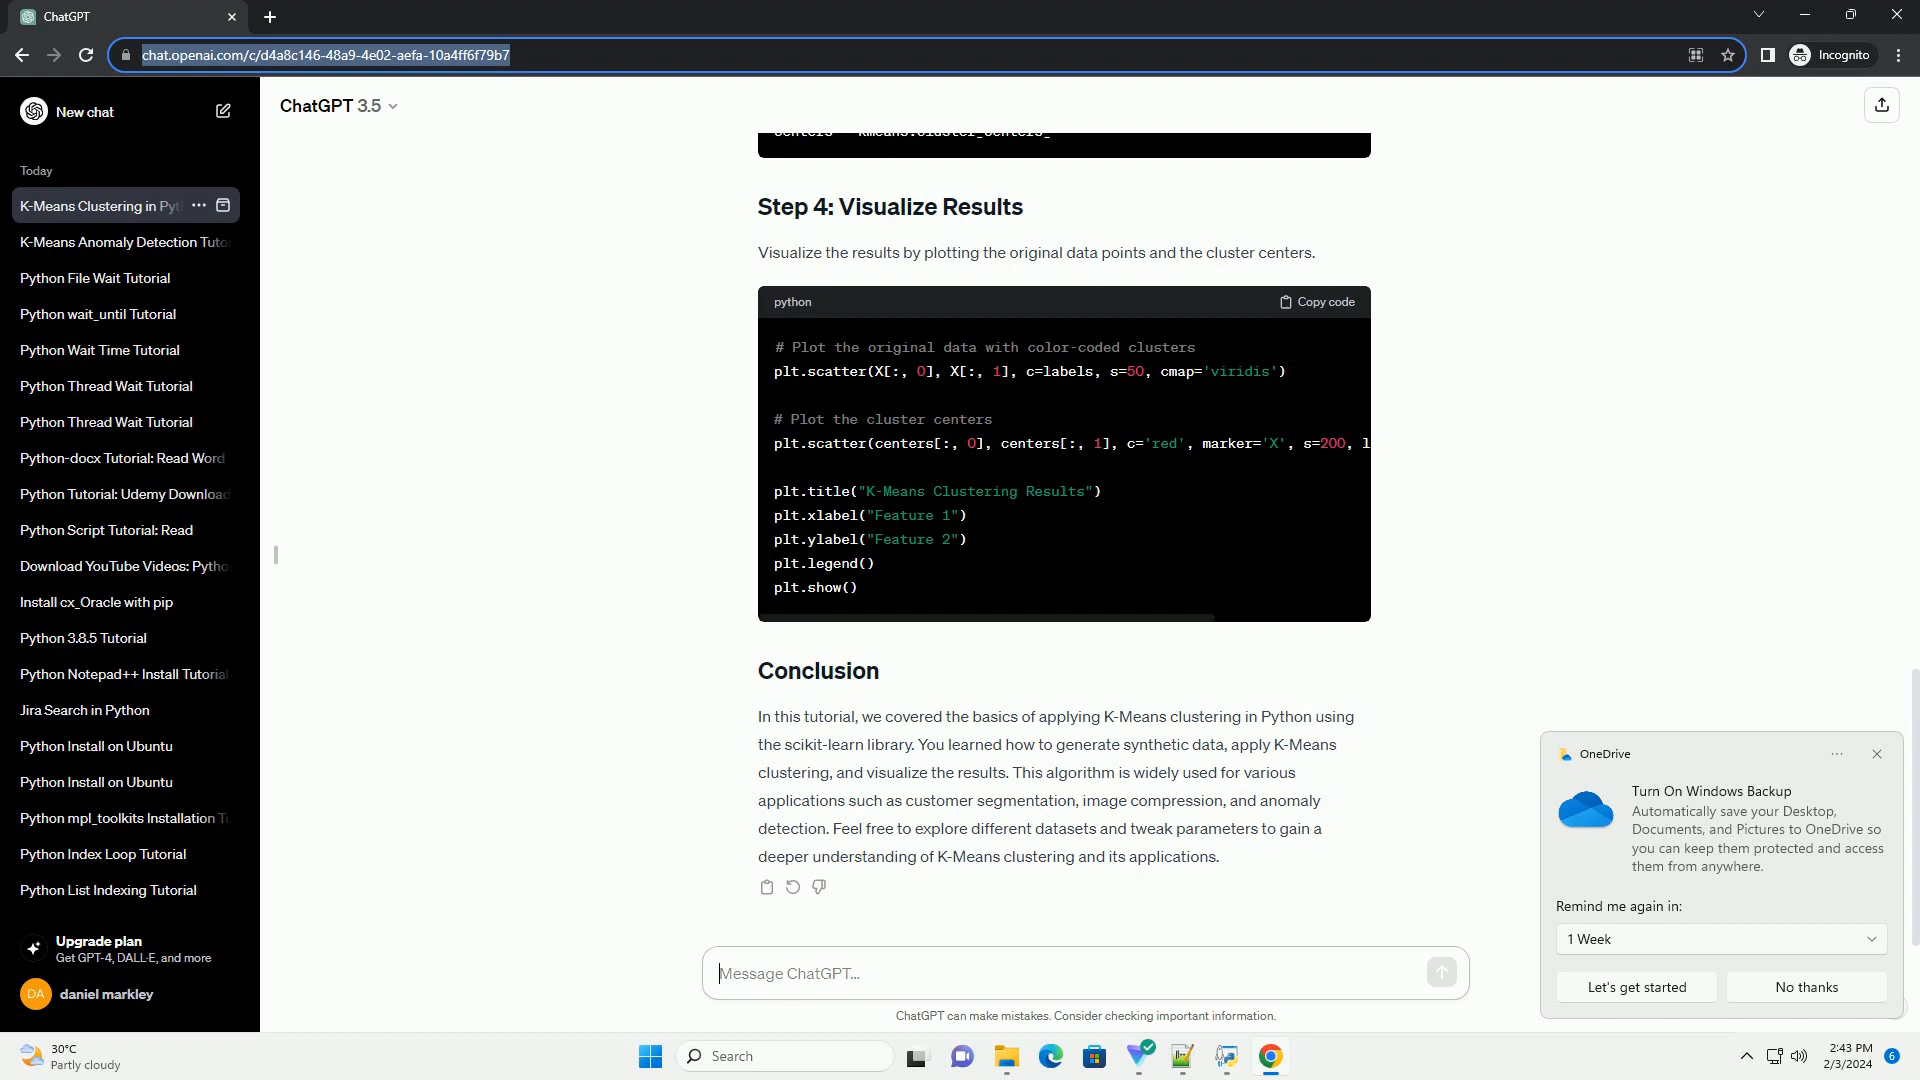 ChatGPT
chat.openai.com/c/d4a8c146-48a9-4e02-aefa-10a4ff6f79b7
Incognito
New chat
Today
K-Means Clustering in Pyt
K-Means Anomaly Detection Tuto
Python File Wait Tutorial
Python wait_until Tutorial
Python Wait Time Tutorial
Python Thread Wait Tutorial
Python Thread Wait Tutorial
Python-docx Tutorial: Read Word
Python Tutorial: Udemy Download
Python Script Tutorial: Read
Download YouTube Videos: Pytho
Install cx_Oracle with pip
Python 3.8.5 Tutorial
Python Notepad++ Install Tutorial
Jira Search in Python
Python Install on Ubuntu
Python Install on Ubuntu
Python mpl_toolkits Installation Tu
Python Index Loop Tutorial
Python List Indexing Tutorial
Upgrade plan
Get GPT-4, DALL·E, and more
DA
daniel markley
ChatGPT 3.5
centers = kmeans.cluster_centers_
Step 4: Visualize Results
Visualize the results by plotting the original data points and the cluster centers.
python
Copy code
# Plot the original data with color-coded clusters
plt.scatter(X[:, 0], X[:, 1], c=labels, s=50, cmap='viridis')
# Plot the cluster centers
plt.scatter(centers[:, 0], centers[:, 1], c='red', marker='X', s=200, l
plt.title("K-Means Clustering Results")
plt.xlabel("Feature 1")
plt.ylabel("Feature 2")
plt.legend()
plt.show()
Conclusion
In this tutorial, we covered the basics of applying K-Means clustering in Python using
the scikit-learn library. You learned how to generate synthetic data, apply K-Means
clustering, and visualize the results. This algorithm is widely used for various
applications such as customer segmentation, image compression, and anomaly
detection. Feel free to explore different datasets and tweak parameters to gain a
deeper understanding of K-Means clustering and its applications.
Message ChatGPT...
ChatGPT can make mistakes. Consider checking important information.
OneDrive
Turn On Windows Backup
Automatically save your Desktop,
Documents, and Pictures to OneDrive so
you can keep them protected and access
them from anywhere.
Remind me again in:
1 Week
Let's get started
No thanks
30°C
Partly cloudy
Search
2:43 PM
2/3/2024
6